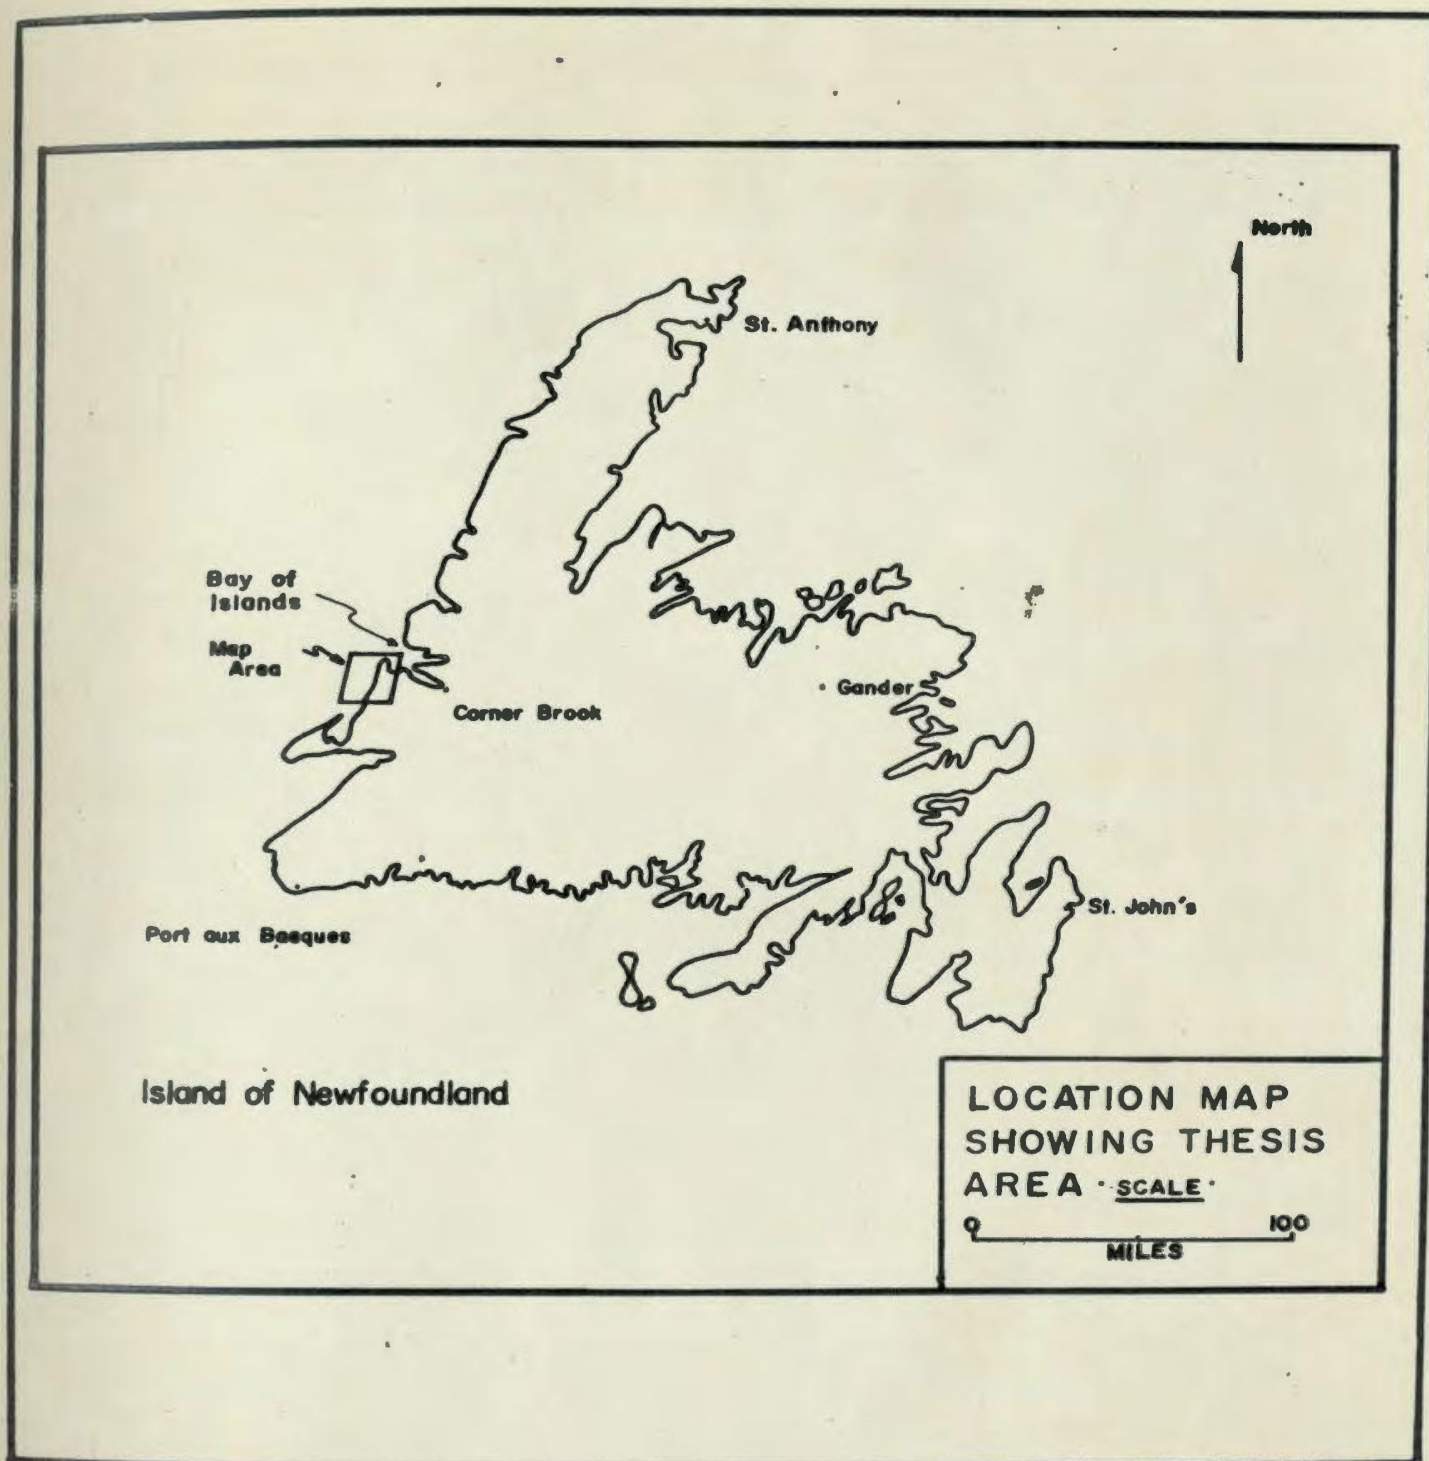 North
St. Anthony
Bay of
Islands
Map
Area
Gander
Corner Brook
St. John's
Port aux Basques
Island of Newfoundland
LOCATION MAP
SHOWING THESIS
AREA · SCALE ·
0 100
MILES